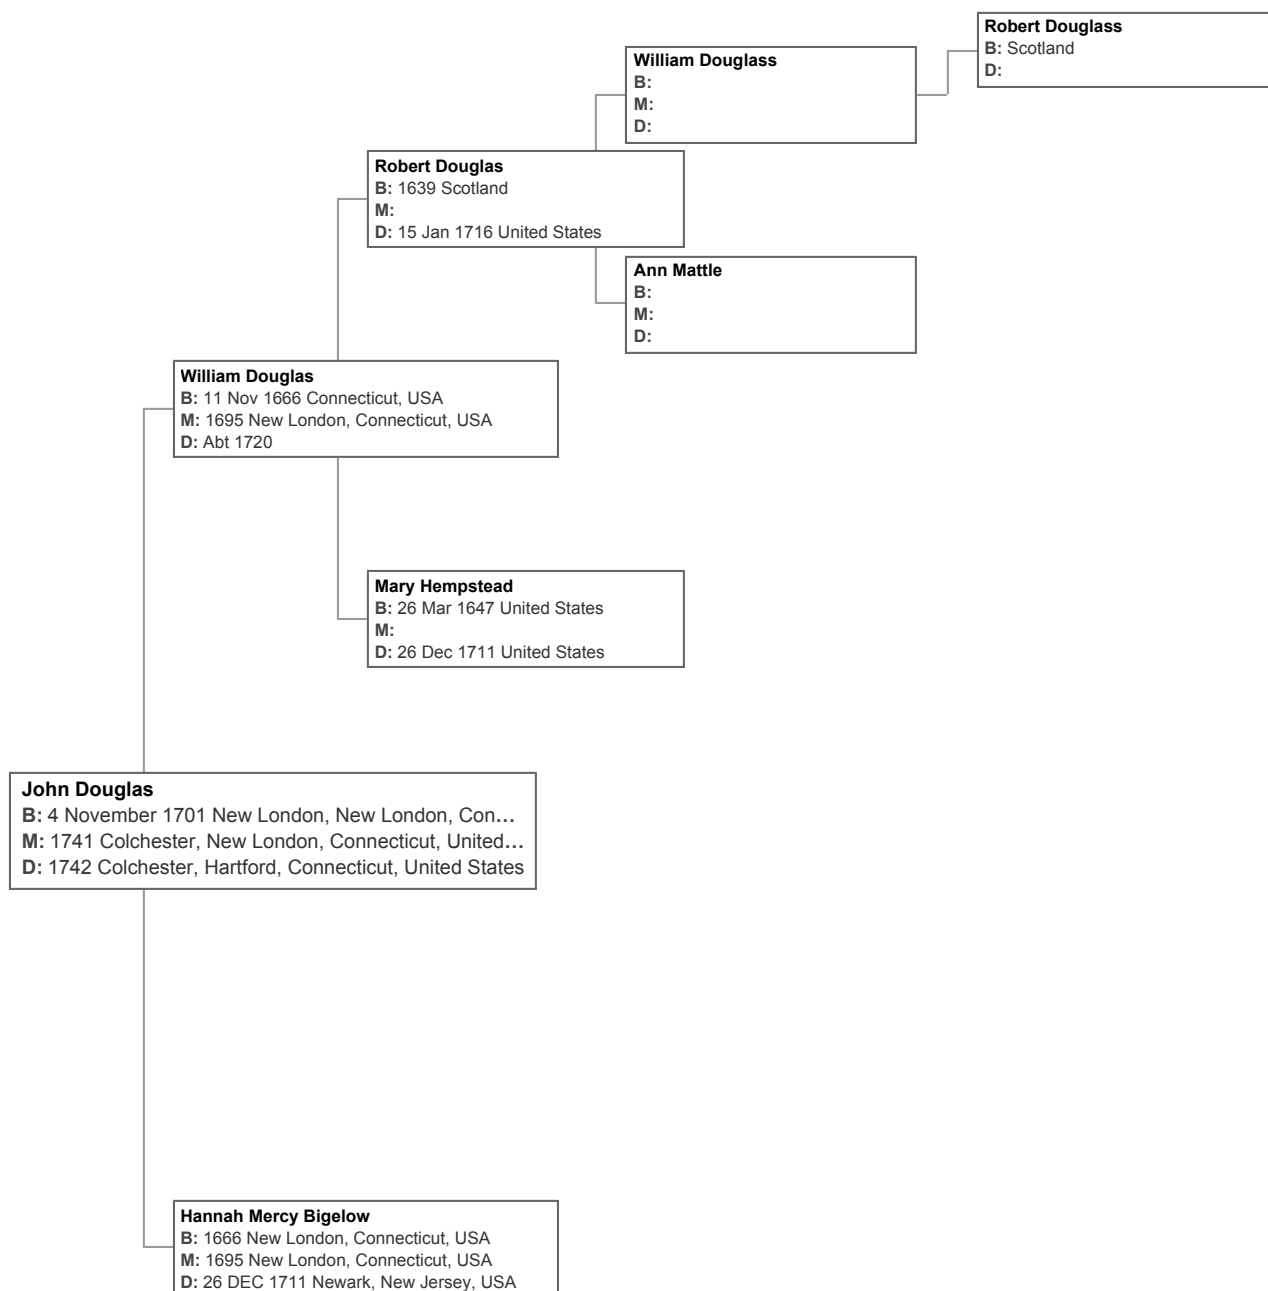 Robert Douglass
B: Scotland
D:
William Douglass
B:
M:
D:
Robert Douglas
B: 1639 Scotland
M:
D: 15 Jan 1716 United States
Ann Mattle
B:
M:
D:
William Douglas
B: 11 Nov 1666 Connecticut, USA
M: 1695 New London, Connecticut, USA
D: Abt 1720
Mary Hempstead
B: 26 Mar 1647 United States
M:
D: 26 Dec 1711 United States
John Douglas
B: 4 November 1701 New London, New London, Con...
M: 1741 Colchester, New London, Connecticut, United...
D: 1742 Colchester, Hartford, Connecticut, United States
Hannah Mercy Bigelow
B: 1666 New London, Connecticut, USA
M: 1695 New London, Connecticut, USA
D: 26 DEC 1711 Newark, New Jersey, USA